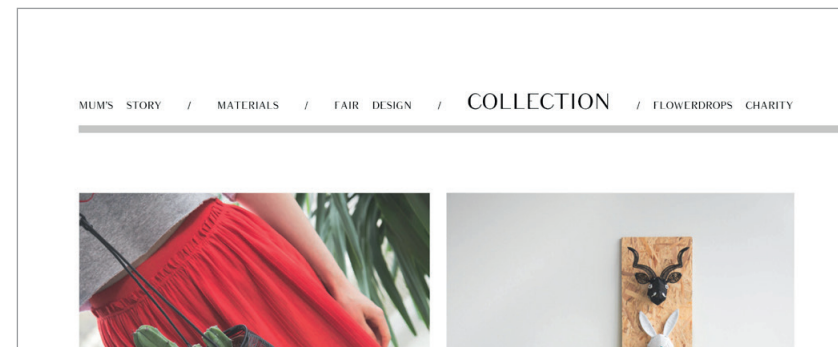 MUM'S STORY / MATERIALS / FAIR DESIGN / COLLECTION / FLOWERDROPS CHARITY